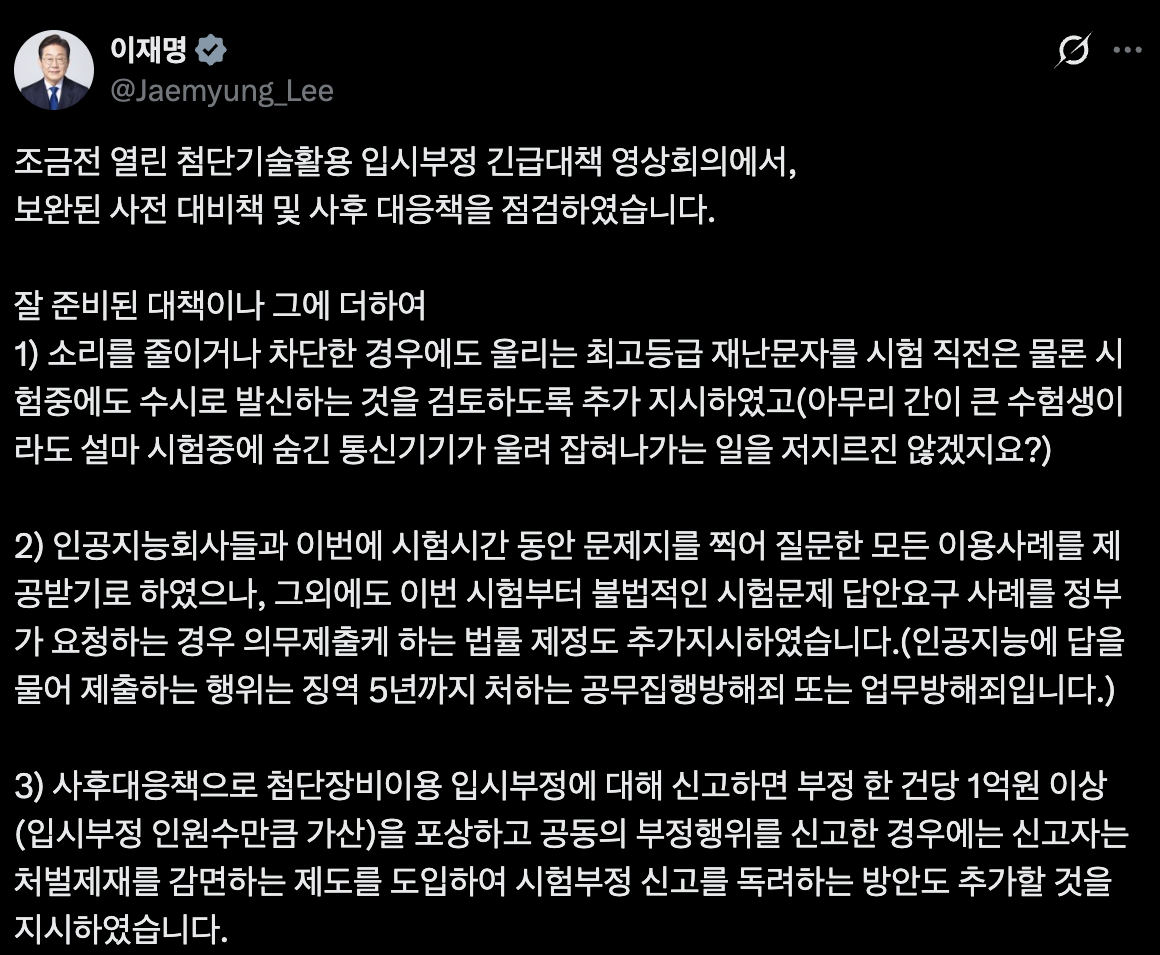 이재명
@Jaemyung_Lee
조금전 열린 첨단기술활용 입시부정 긴급대책 영상회의에서,
보완된 사전 대비책 및 사후 대응책을 점검하였습니다.
잘 준비된 대책이나 그에 더하여
1) 소리를 줄이거나 차단한 경우에도 울리는 최고등급 재난문자를 시험 직전은 물론 시
험중에도 수시로 발신하는 것을 검토하도록 추가 지시하였고(아무리 간이 큰 수험생이
라도 설마 시험중에 숨긴 통신기기가 울려 잡혀나가는 일을 저지르진 않겠지요?)
2) 인공지능회사들과 이번에 시험시간 동안 문제지를 찍어 질문한 모든 이용사례를 제
공받기로 하였으나, 그외에도 이번 시험부터 불법적인 시험문제 답안요구 사례를 정부
가 요청하는 경우 의무제출케 하는 법률 제정도 추가지시하였습니다.(인공지능에 답을
물어 제출하는 행위는 징역 5년까지 처하는 공무집행방해죄 또는 업무방해죄입니다.)
3) 사후대응책으로 첨단장비이용 입시부정에 대해 신고하면 부정 한 건당 1억원 이상
(입시부정 인원수만큼 가산)을 포상하고 공동의 부정행위를 신고한 경우에는 신고자는
처벌제재를 감면하는 제도를 도입하여 시험부정 신고를 독려하는 방안도 추가할 것을
지시하였습니다.